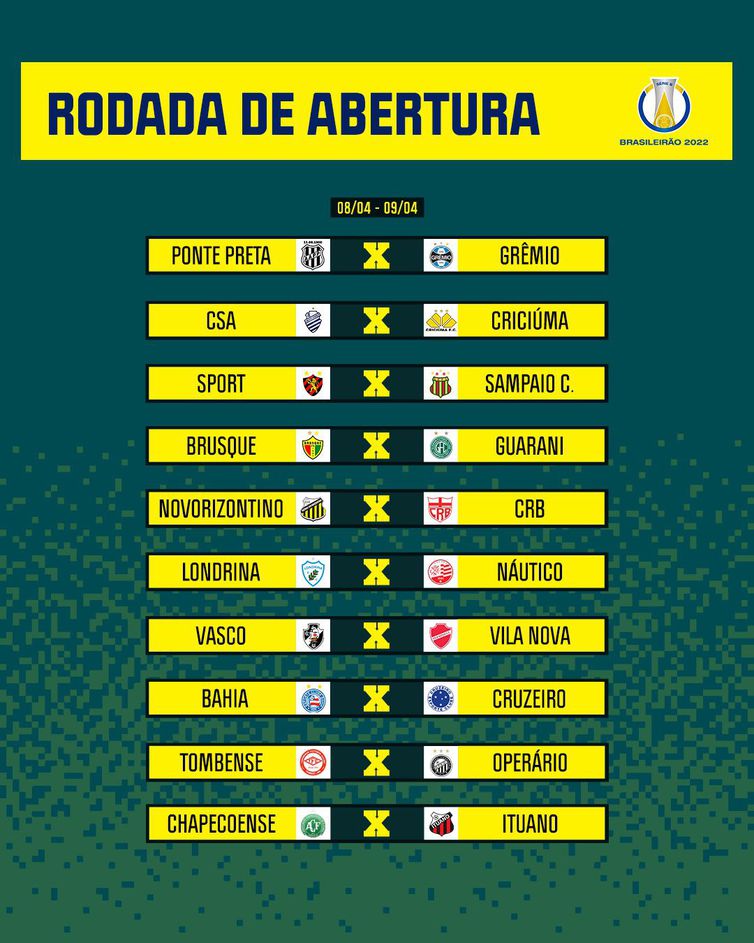 RODADA DE ABERTURA
SÉRIE B
BRASILEIRÃO 2022
08/04 - 09/04
PONTE PRETA X GRÊMIO
CSA X CRICIÚMA
SPORT X SAMPAIO C.
BRUSQUE X GUARANI
NOVORIZONTINO X CRB
LONDRINA X NÁUTICO
VASCO X VILA NOVA
BAHIA X CRUZEIRO
TOMBENSE X OPERÁRIO
CHAPECOENSE X ITUANO